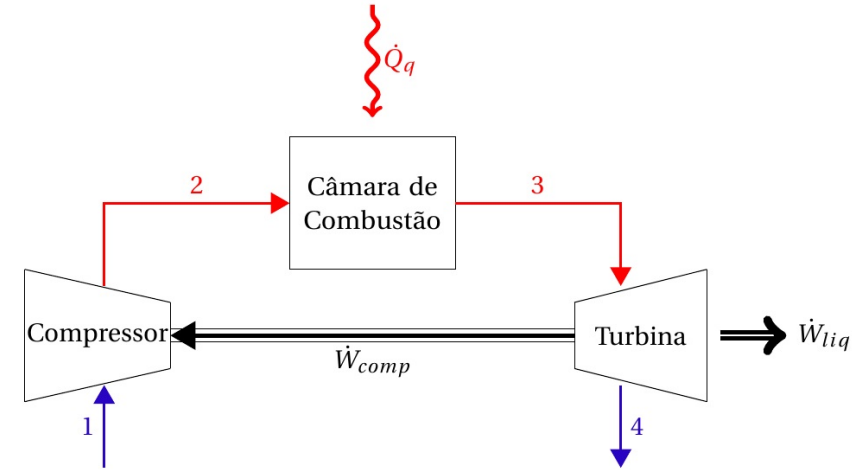 Q̇q
2
Câmara de
Combustão
3
Compressor
Turbina
Ẇliq
Ẇcomp
1
4